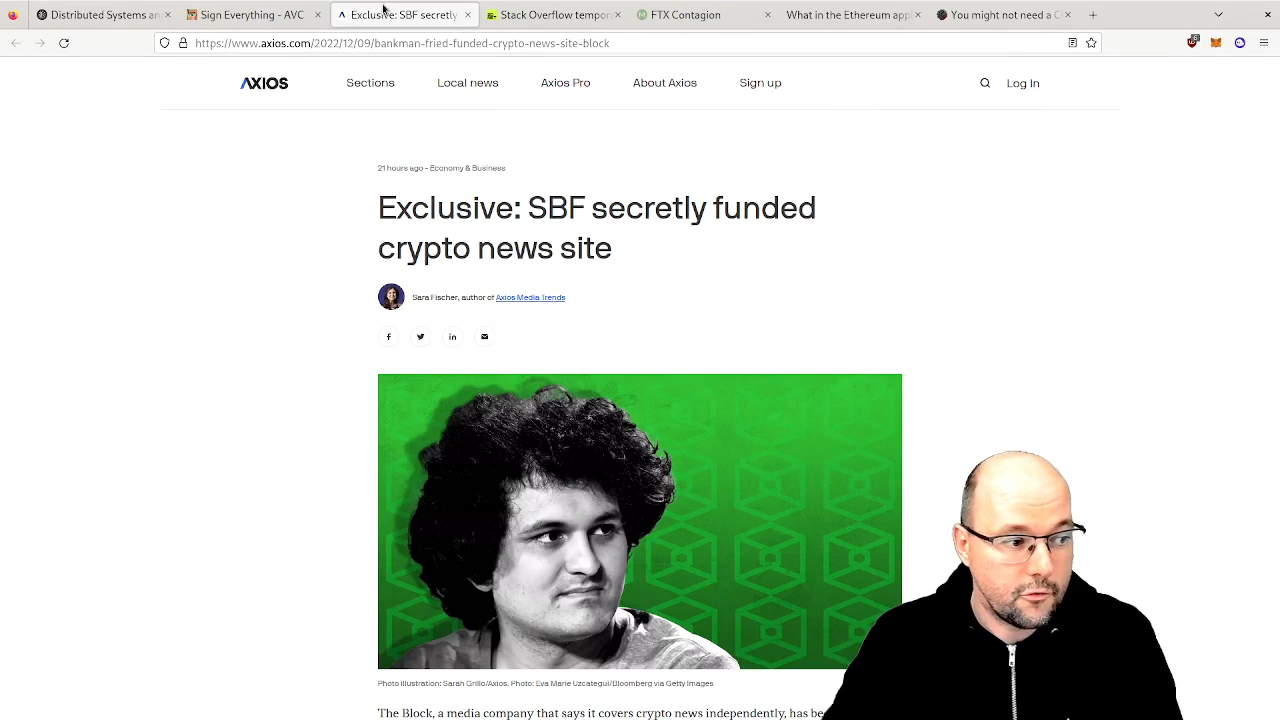 Distributed Systems an
Sign Everything - AVC
Exclusive: SBF secretly
Stack Overflow tempor
FTX Contagion
What in the Ethereum appl
You might not need a C
https://www.axios.com/2022/12/09/bankman-fried-funded-crypto-news-site-block
AXIOS
Sections
Local news
Axios Pro
About Axios
Sign up
Log In
21 hours ago - Economy & Business
Exclusive: SBF secretly funded
crypto news site
Sara Fischer, author of Axios Media Trends
Photo illustration: Sarah Grillo/Axios. Photo: Eva Marie Uzcategui/Bloomberg via Getty Images
The Block, a media company that says it covers crypto news independently, has be